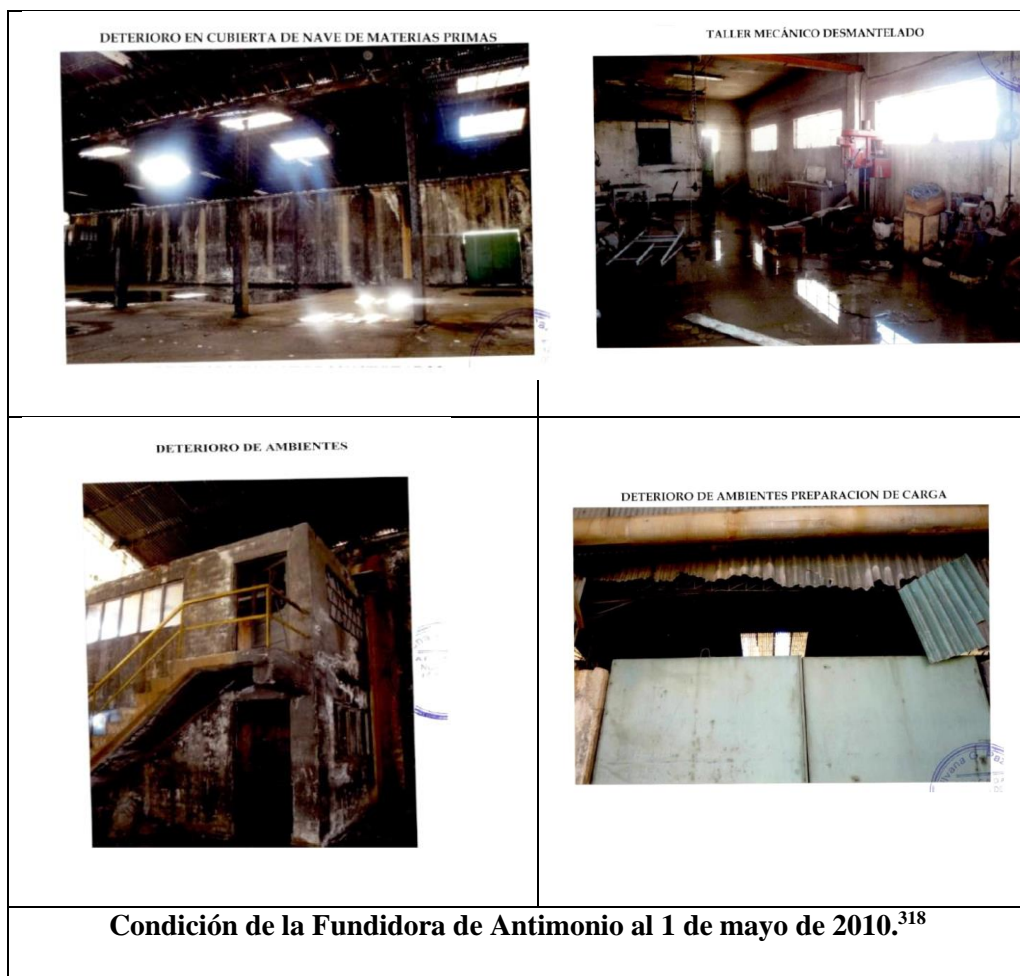 DETERIORO EN CUBIERTA DE NAVE DE MATERIAS PRIMAS
TALLER MECÁNICO DESMANTELADO
DETERIORO DE AMBIENTES
DETERIORO DE AMBIENTES PREPARACION DE CARGA
Condición de la Fundidora de Antimonio al 1 de mayo de 2010.³¹⁸